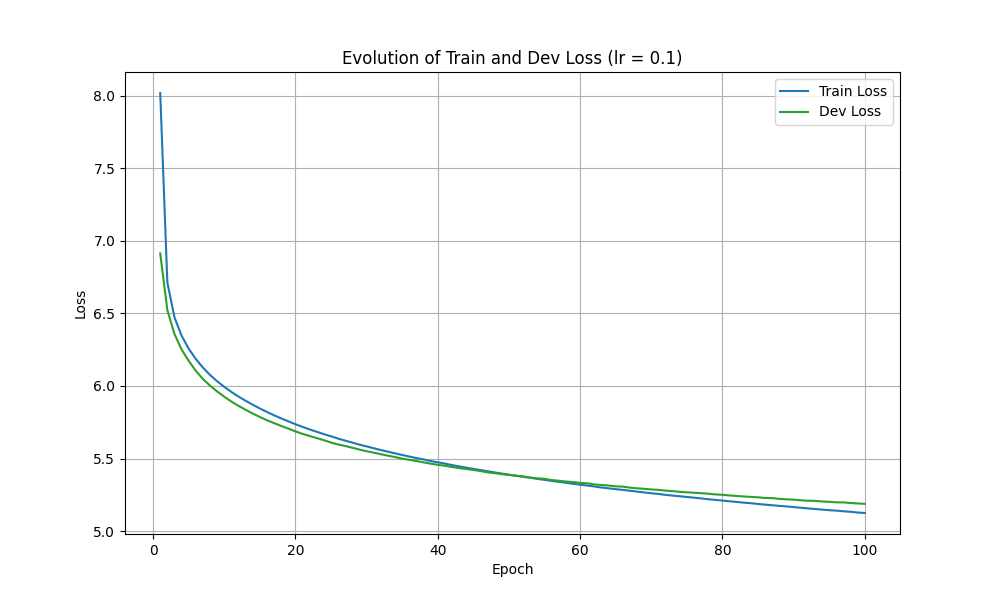 Evolution of Train and Dev Loss (lr = 0.1)
Train Loss
Dev Loss
Loss
8.0
7.5
7.0
6.5
6.0
5.5
5.0
0 20 40 60 80 100
Epoch